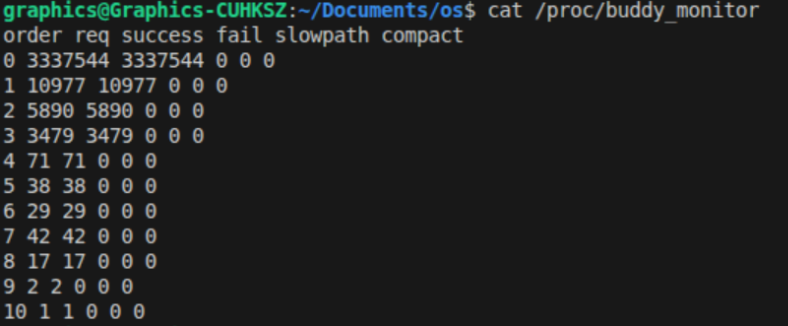 graphics@Graphics-CUHKSZ:~/Documents/os$ cat /proc/buddy_monitor
order req success fail slowpath compact
0 3337544 3337544 0 0 0
1 10977 10977 0 0 0
2 5890 5890 0 0 0
3 3479 3479 0 0 0
4 71 71 0 0 0
5 38 38 0 0 0
6 29 29 0 0 0
7 42 42 0 0 0
8 17 17 0 0 0
9 2 2 0 0 0
10 1 1 0 0 0